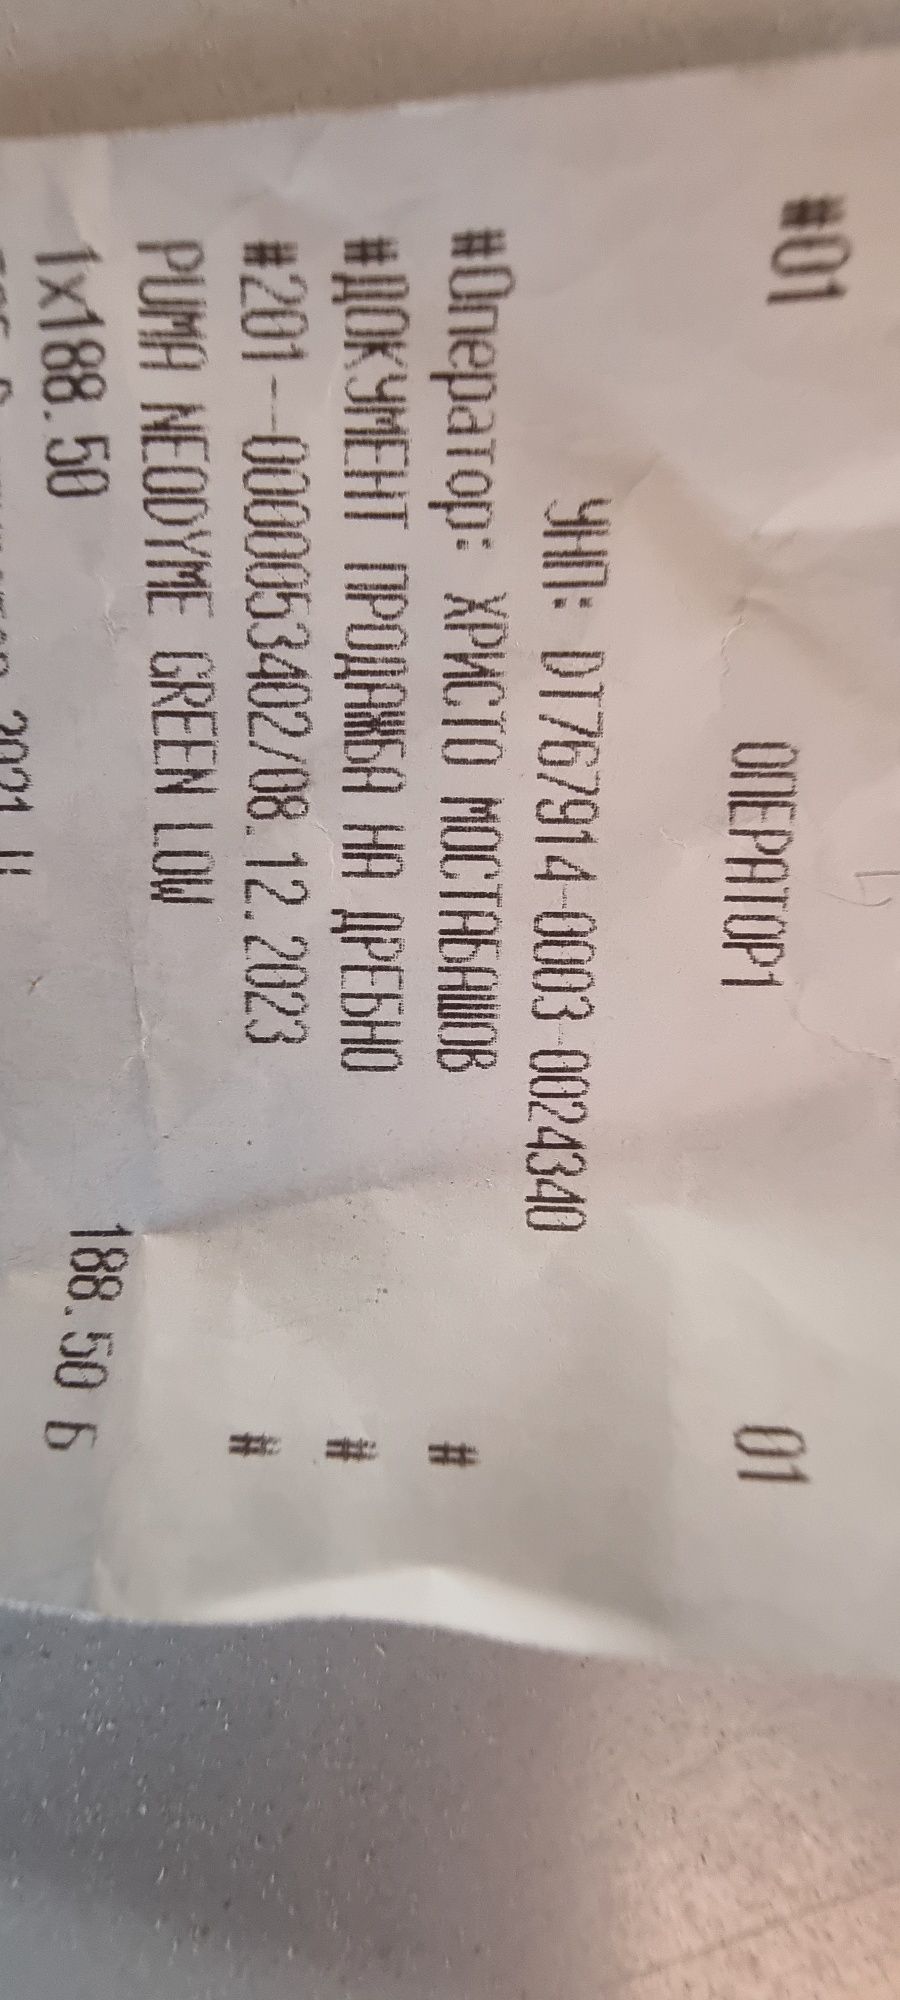 #01 ОПЕРАТОР1 01
УНП: DT767914-0003-0024340
#Оператор: ХРИСТО МОСТАБАШОВ #
#ДОКУМЕНТ ПРОДАЖБА НА ДРЕБНО #
#201--0000053402/08.12.2023 #
PUMA NEODYME GREEN LOW
1x188.50 188.50 Б